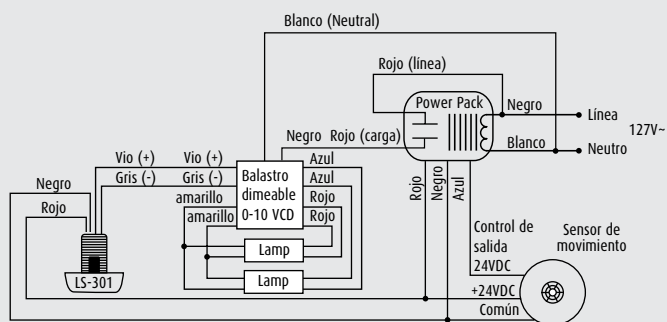 Blanco (Neutral)
Rojo (línea)
Power Pack
Negro
Línea
127V~
Blanco
Neutro
Negro
Rojo (carga)
Vio (+)
Vio (+)
Azul
Gris (-)
Gris (-)
Azul
Balastro
dimeable
0-10 VCD
amarillo
Rojo
amarillo
Rojo
Negro
Rojo
Rojo
Negro
Azul
Lamp
Lamp
LS-301
Control de
salida
24VDC
Sensor de
movimiento
+24VDC
Común